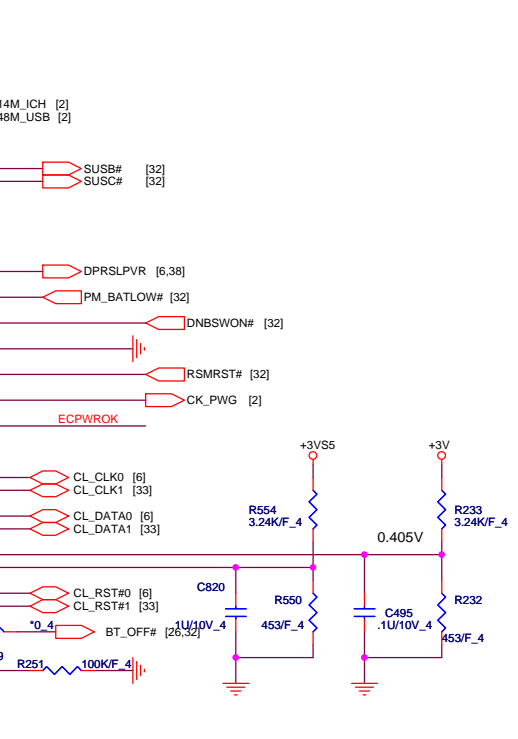 14M_ICH [2]
48M_USB [2]
SUSB# [32]
SUSC# [32]
DPRSLPVR [6,38]
PM_BATLOW# [32]
DNBSWON# [32]
RSMRST# [32]
CK_PWG [2]
ECPWROK
+3VS5
+3V
CL_CLK0 [6]
CL_CLK1 [33]
CL_DATA0 [6]
CL_DATA1 [33]
R554
3.24K/F_4
R233
3.24K/F_4
0.405V
CL_RST#0 [6]
CL_RST#1 [33]
C820
.1U/10V_4
R550
453/F_4
C495
.1U/10V_4
R232
453/F_4
*0_4
BT_OFF# [26,32]
9
R251
100K/F_4